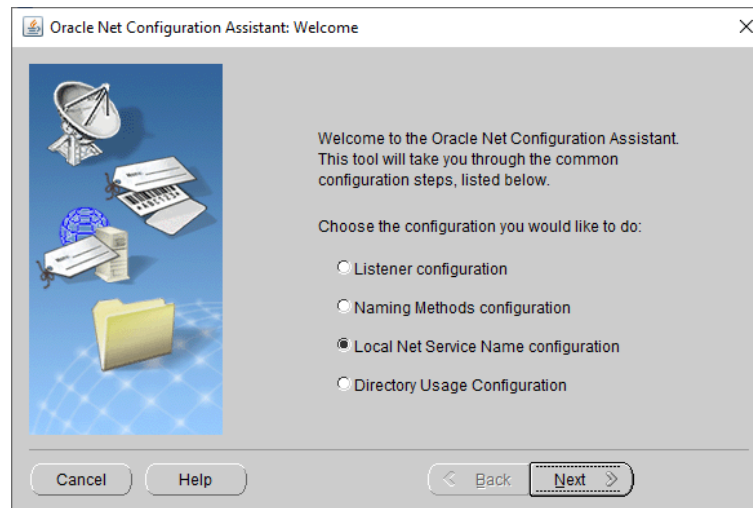 Oracle Net Configuration Assistant: Welcome
Welcome to the Oracle Net Configuration Assistant.
This tool will take you through the common
configuration steps, listed below.
Choose the configuration you would like to do:
Listener configuration
Naming Methods configuration
Local Net Service Name configuration
Directory Usage Configuration
Cancel
Help
Back
Next